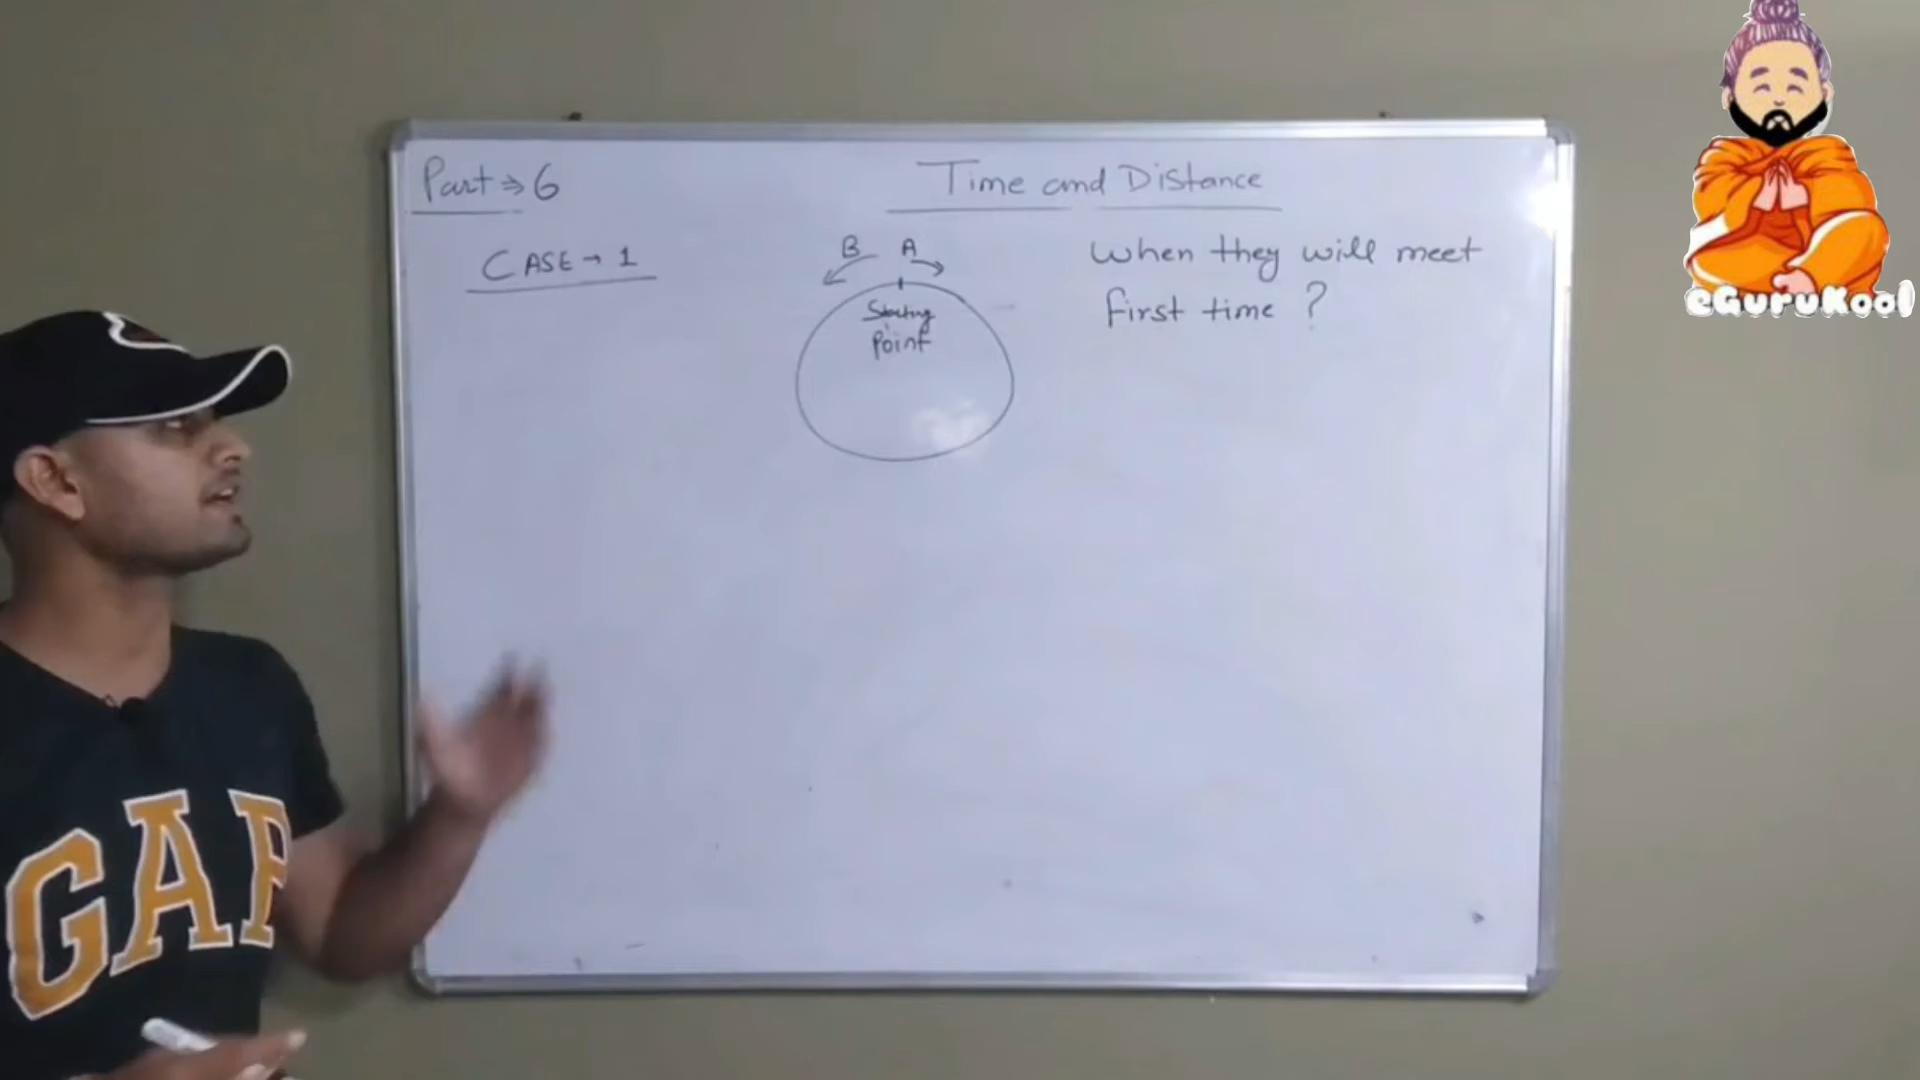 Part ⇒ 6
Time and Distance
CASE → 1
B A
When they will meet
first time ?
Starting
Point
eGuruKool
GAP